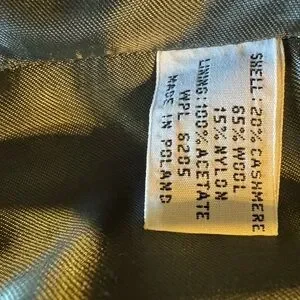 SHELL: 20% CASHMERE
65% WOOL
15% NYLON
LINING: 100% ACETATE
WPL 6205
MADE IN POLAND